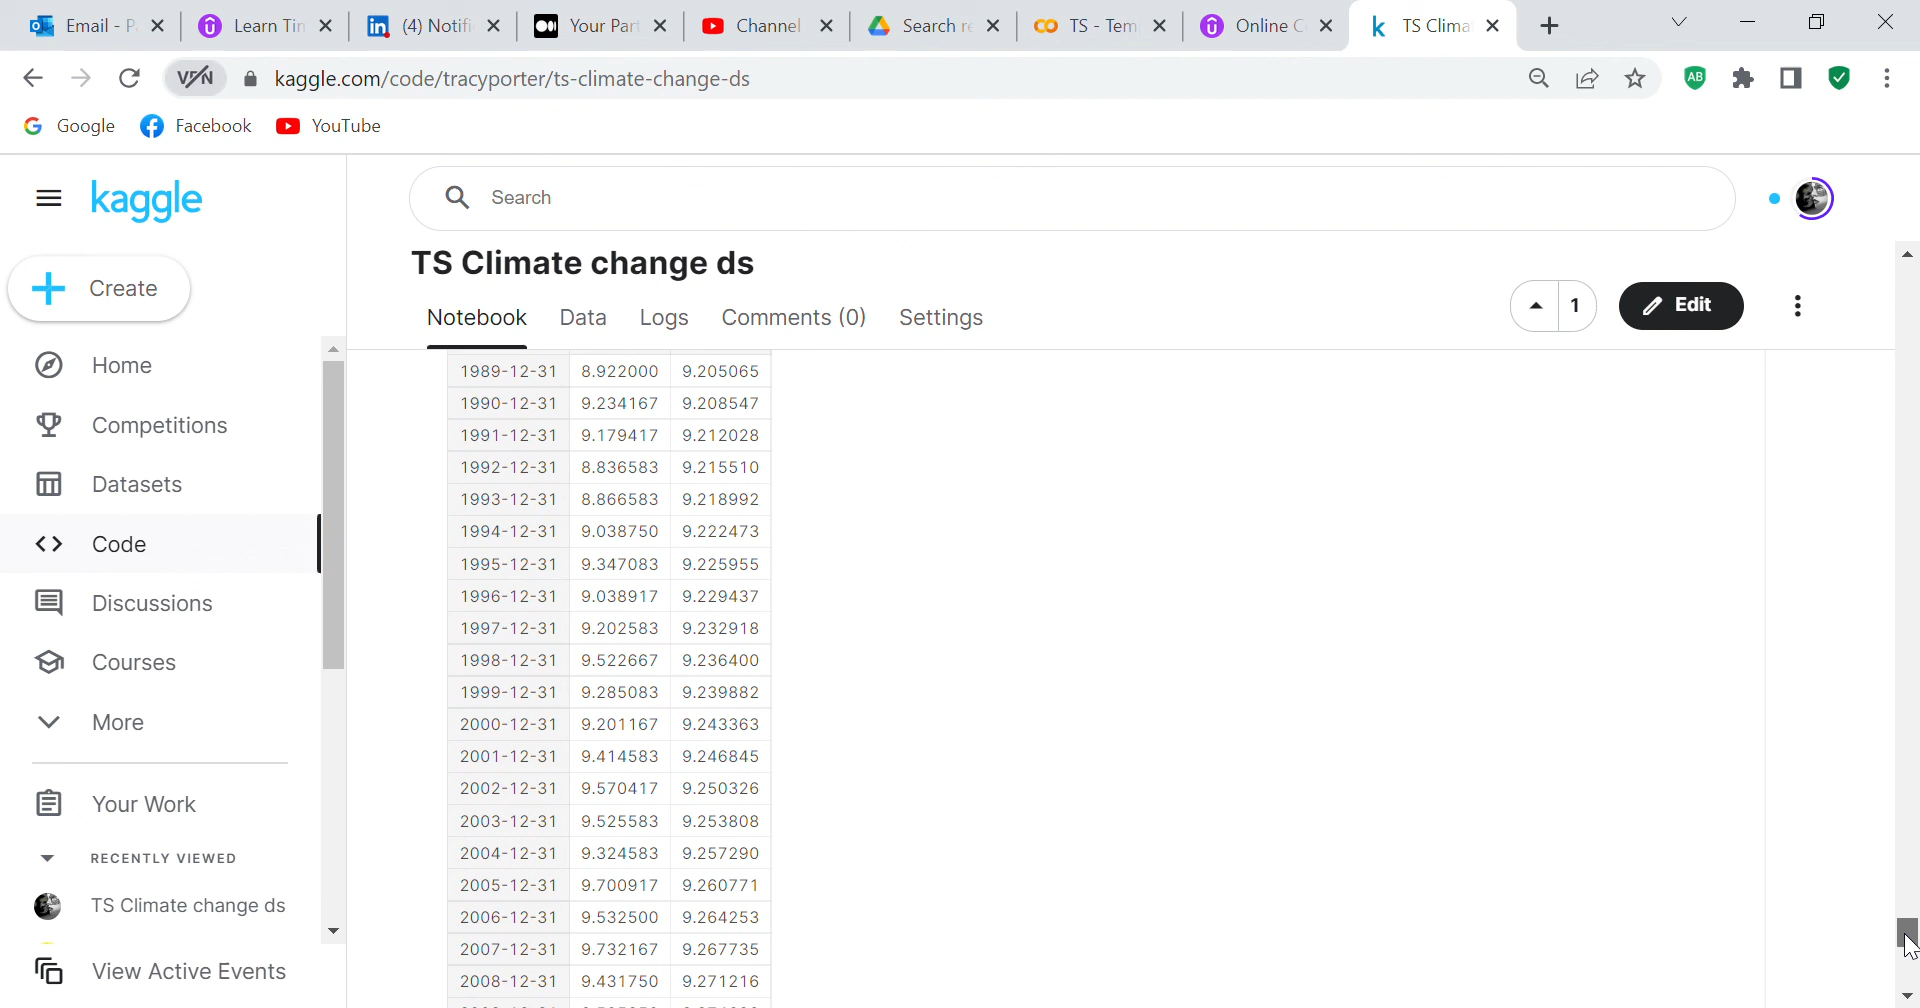 Email - P
Learn Tin
(4) Notifi
Your Par
Channel
Search re
TS - Tem
Online C
TS Clima
VPN
kaggle.com/code/tracyporter/ts-climate-change-ds
AB
Google
Facebook
YouTube
kaggle
Search
Create
TS Climate change ds
Notebook
Data
Logs
Comments (0)
Settings
1
Edit
Home
Competitions
Datasets
Code
Discussions
Courses
More
Your Work
RECENTLY VIEWED
TS Climate change ds
View Active Events
1989-12-31 8.922000 9.205065
1990-12-31 9.234167 9.208547
1991-12-31 9.179417 9.212028
1992-12-31 8.836583 9.215510
1993-12-31 8.866583 9.218992
1994-12-31 9.038750 9.222473
1995-12-31 9.347083 9.225955
1996-12-31 9.038917 9.229437
1997-12-31 9.202583 9.232918
1998-12-31 9.522667 9.236400
1999-12-31 9.285083 9.239882
2000-12-31 9.201167 9.243363
2001-12-31 9.414583 9.246845
2002-12-31 9.570417 9.250326
2003-12-31 9.525583 9.253808
2004-12-31 9.324583 9.257290
2005-12-31 9.700917 9.260771
2006-12-31 9.532500 9.264253
2007-12-31 9.732167 9.267735
2008-12-31 9.431750 9.271216